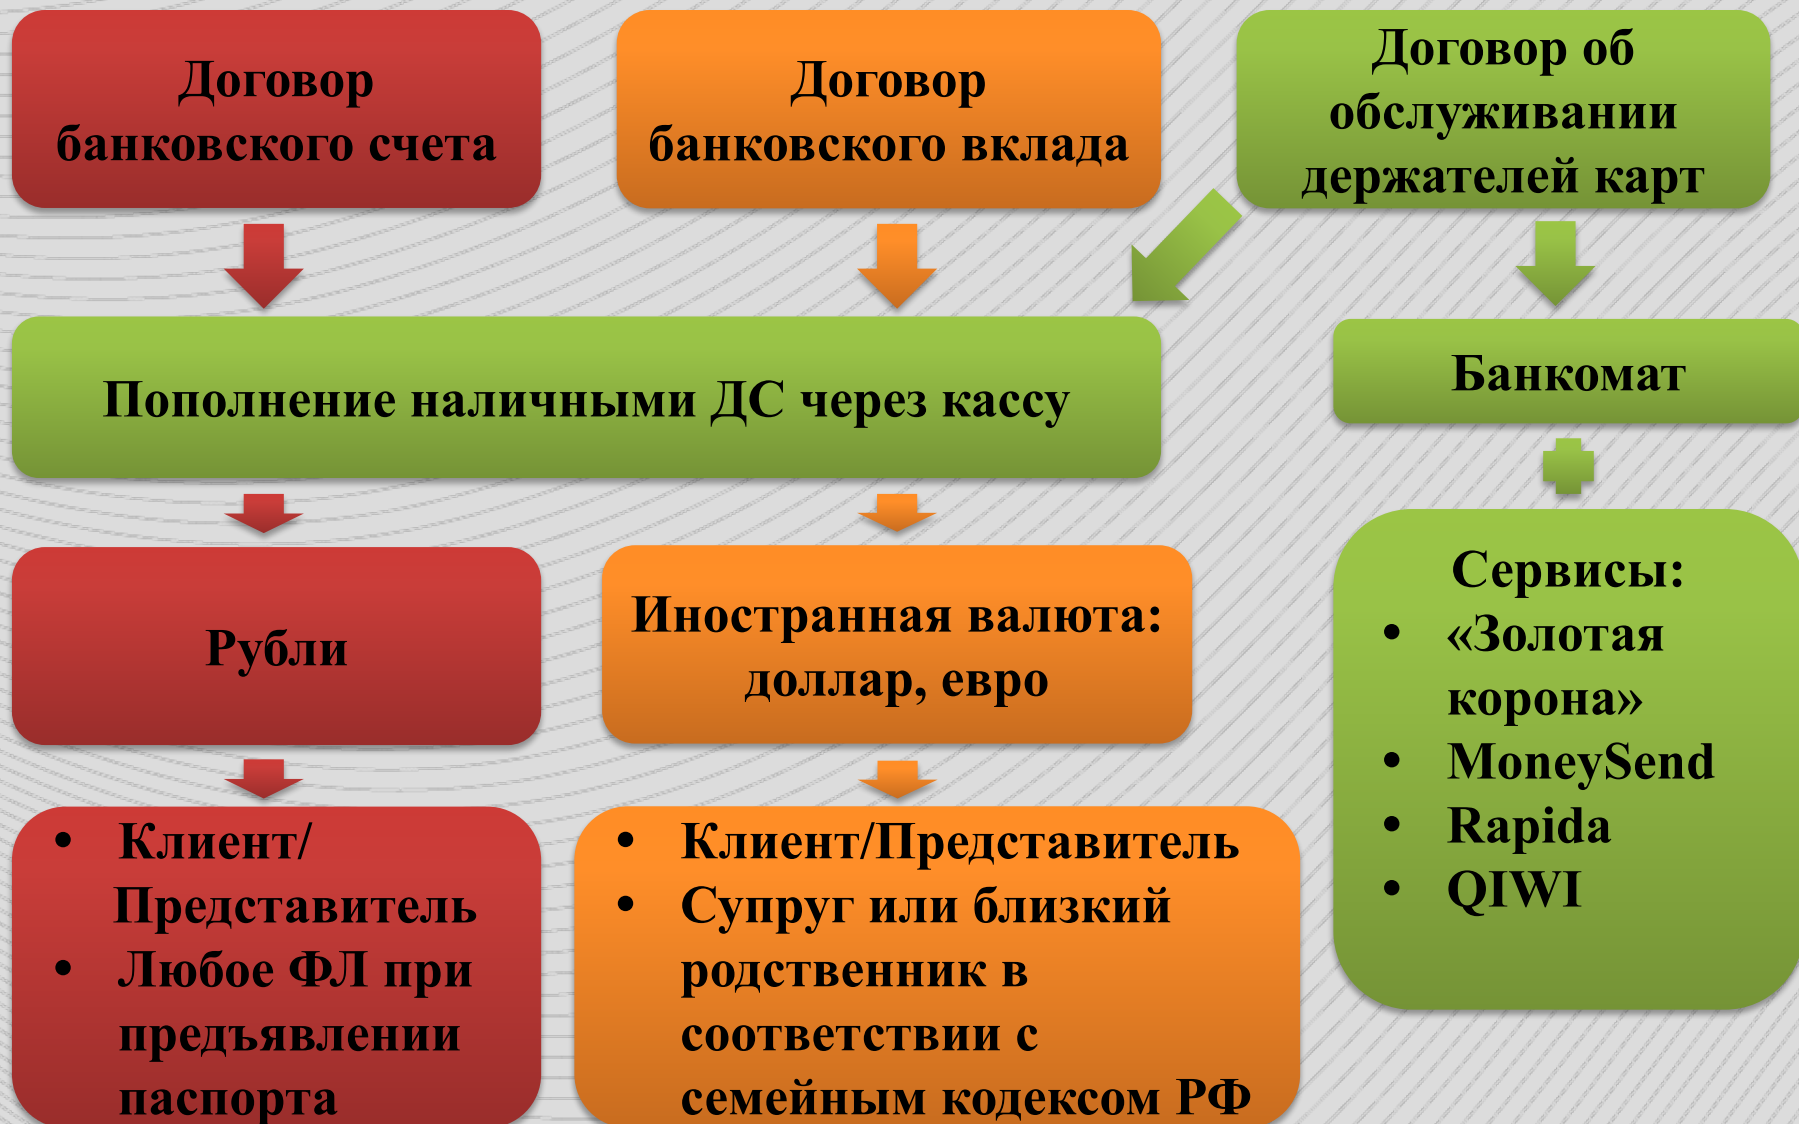 Договор
банковского счета
Договор
банковского вклада
Договор об
обслуживании
держателей карт
Пополнение наличными ДС через кассу
Банкомат
Рубли
Иностранная валюта:
доллар, евро
Сервисы:
• «Золотая
корона»
• MoneySend
• Rapida
• QIWI
• Клиент/
Представитель
• Любое ФЛ при
предъявлении
паспорта
• Клиент/Представитель
• Супруг или близкий
родственник в
соответствии с
семейным кодексом РФ